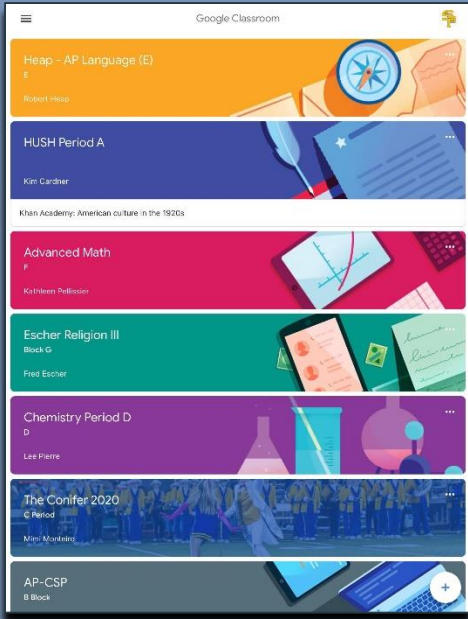 Google Classroom
Heap - AP Language (E)
E
Robert Heap
HUSH Period A
Kim Gardner
Khan Academy: American culture in the 1920s
Advanced Math
F
Kathleen Pellissier
Escher Religion III
Block G
Fred Escher
Chemistry Period D
D
Lee Pierre
The Conifer 2020
C Period
Mimi Monteiro
AP-CSP
B Block